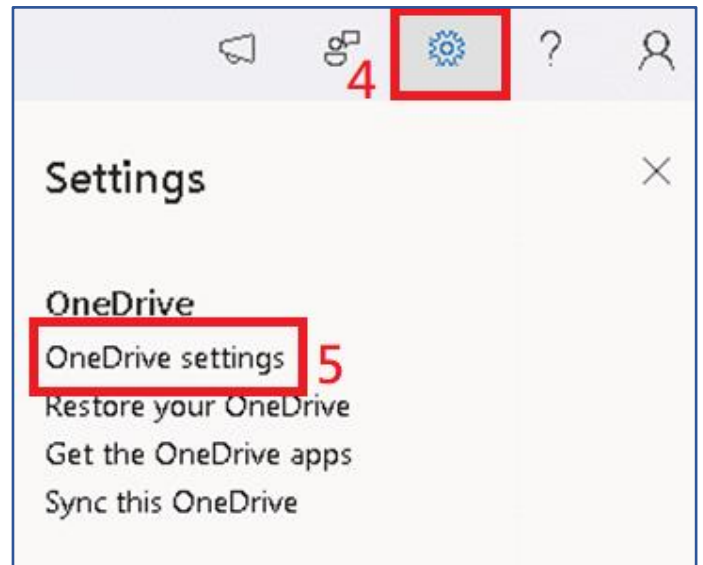 4
?
Settings
OneDrive
OneDrive settings 5
Restore your OneDrive
Get the OneDrive apps
Sync this OneDrive